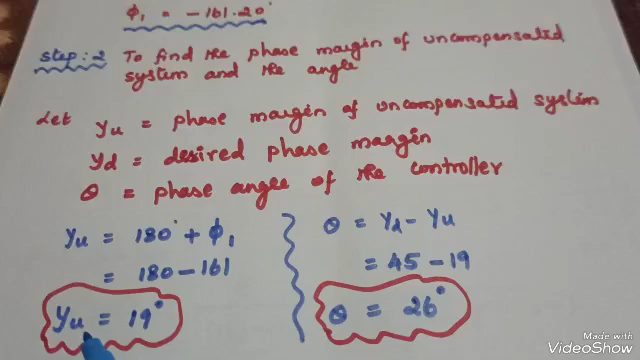 ϕ₁ = -161.20°
Step:2 To find the phase margin of uncompensated
system and the angle
Let γu = phase margin of uncompensated system
γd = desired phase margin
θ = phase angle of the controller
γu = 180° + ϕ₁
= 180 - 161
γu = 19°
θ = γd - γu
= 45 - 19
θ = 26°
Made with
VideoShow